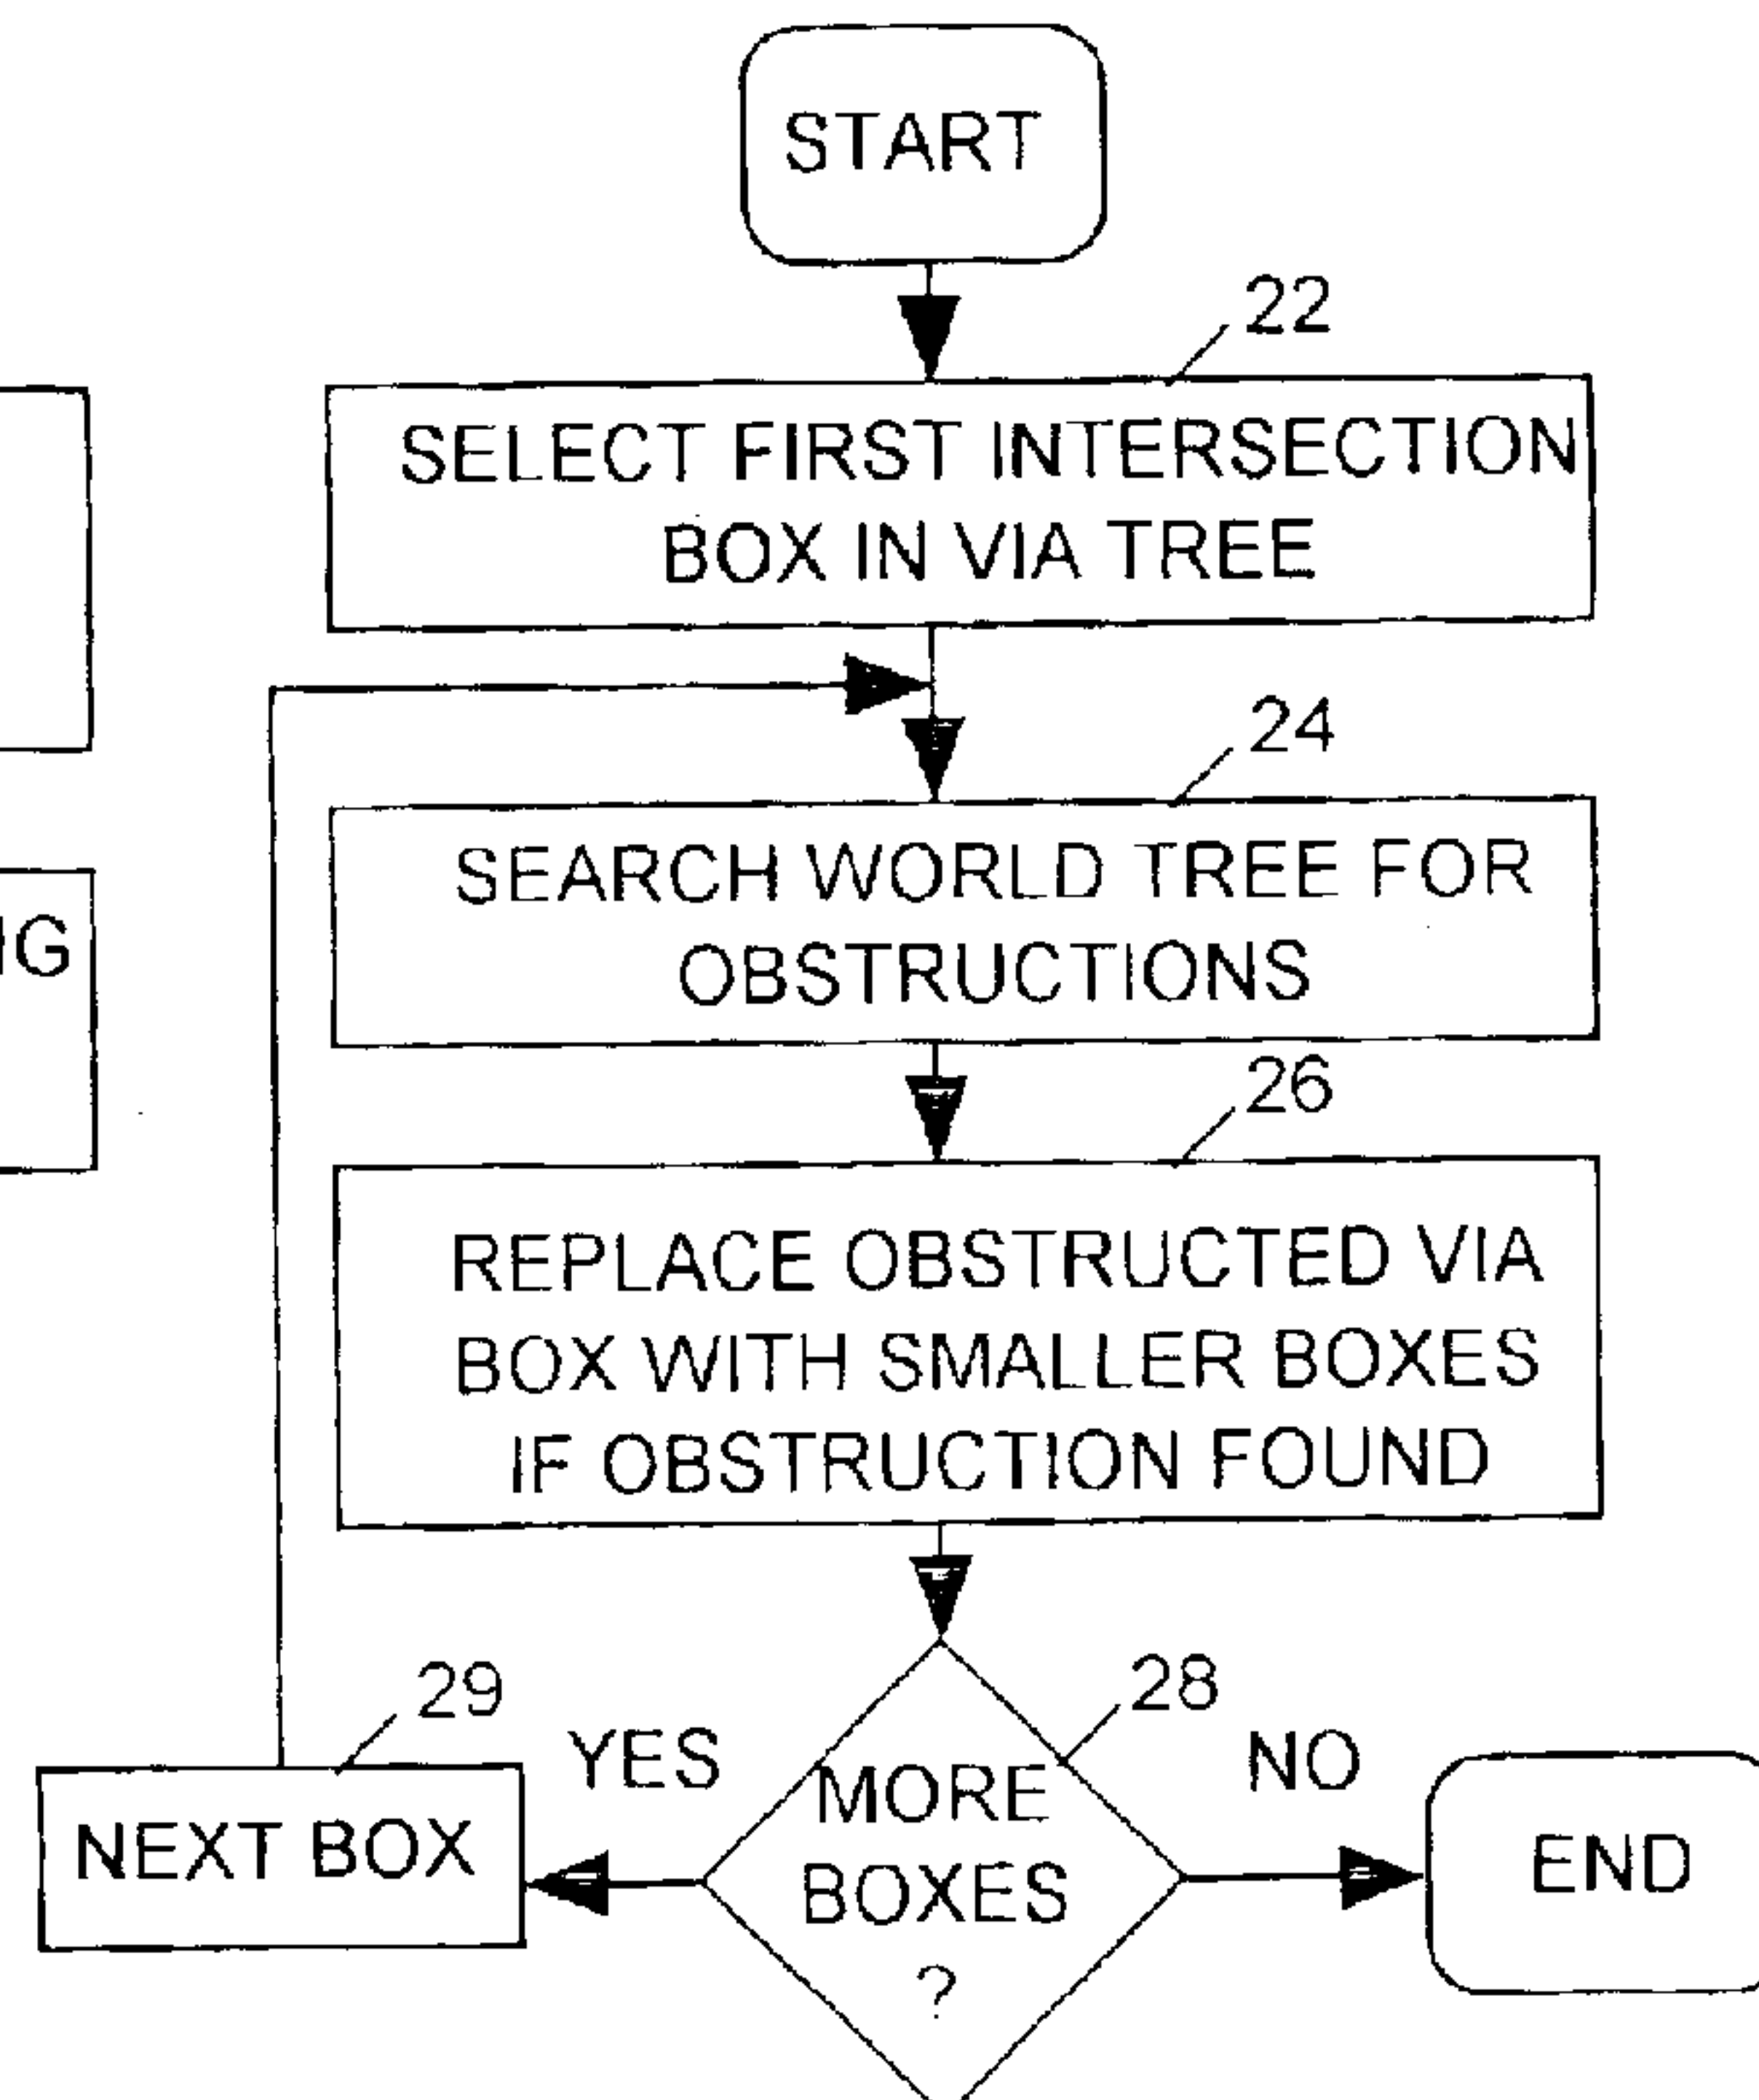 START
22
SELECT FIRST INTERSECTION
BOX IN VIA TREE
24
SEARCH WORLD TREE FOR
OBSTRUCTIONS
26
REPLACE OBSTRUCTED VIA
BOX WITH SMALLER BOXES
IF OBSTRUCTION FOUND
28
MORE
BOXES
?
YES
29
NEXT BOX
NO
END